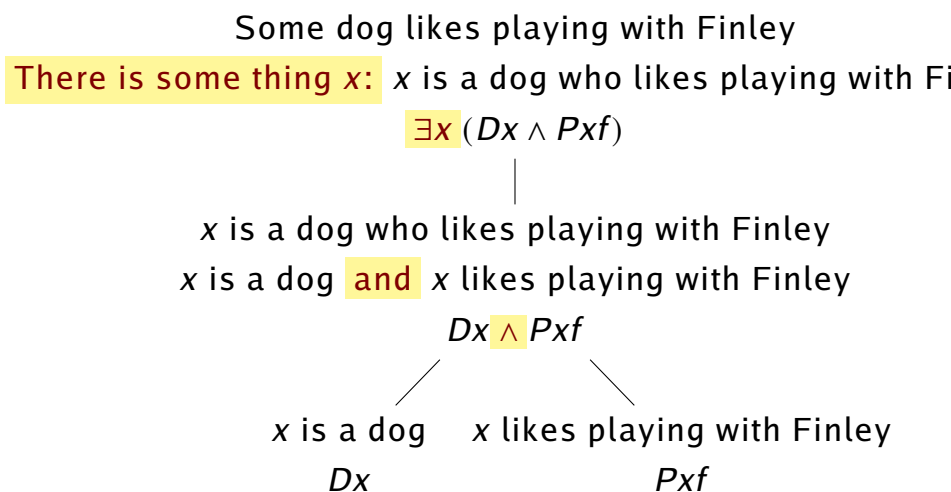 Some dog likes playing with Finley
There is some thing x: x is a dog who likes playing with Fi
∃x (Dx ∧ Pxf)
x is a dog who likes playing with Finley
x is a dog and x likes playing with Finley
Dx ∧ Pxf
x is a dog x likes playing with Finley
Dx Pxf